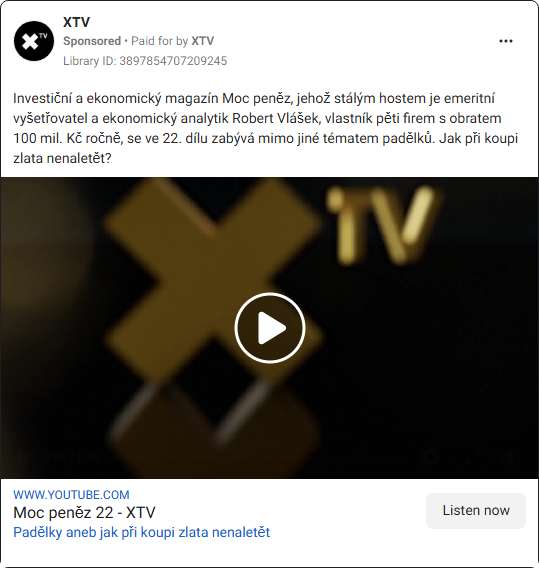 XTV
Sponsored • Paid for by XTV
Library ID: 3897854707209245
Investiční a ekonomický magazín Moc peněz, jehož stálým hostem je emeritní
vyšetřovatel a ekonomický analytik Robert Vlášek, vlastník pěti firem s obratem
100 mil. Kč ročně, se ve 22. dílu zabývá mimo jiné tématem padělků. Jak při koupi
zlata nenaletět?
XTV
WWW.YOUTUBE.COM
Moc peněz 22 - XTV
Padělky aneb jak při koupi zlata nenaletět
Listen now